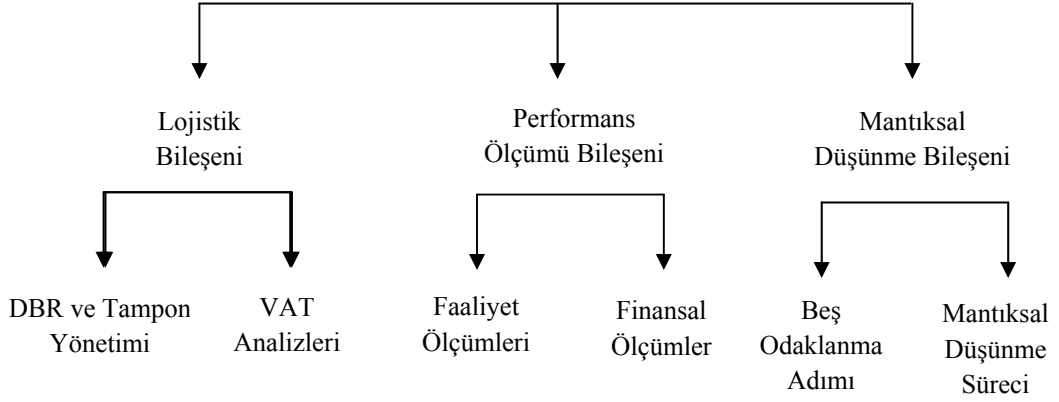 Lojistik
Bileşeni
Performans
Ölçümü Bileşeni
Mantıksal
Düşünme Bileşeni
DBR ve Tampon
Yönetimi
VAT
Analizleri
Faaliyet
Ölçümleri
Finansal
Ölçümler
Beş
Odaklanma
Adımı
Mantıksal
Düşünme
Süreci